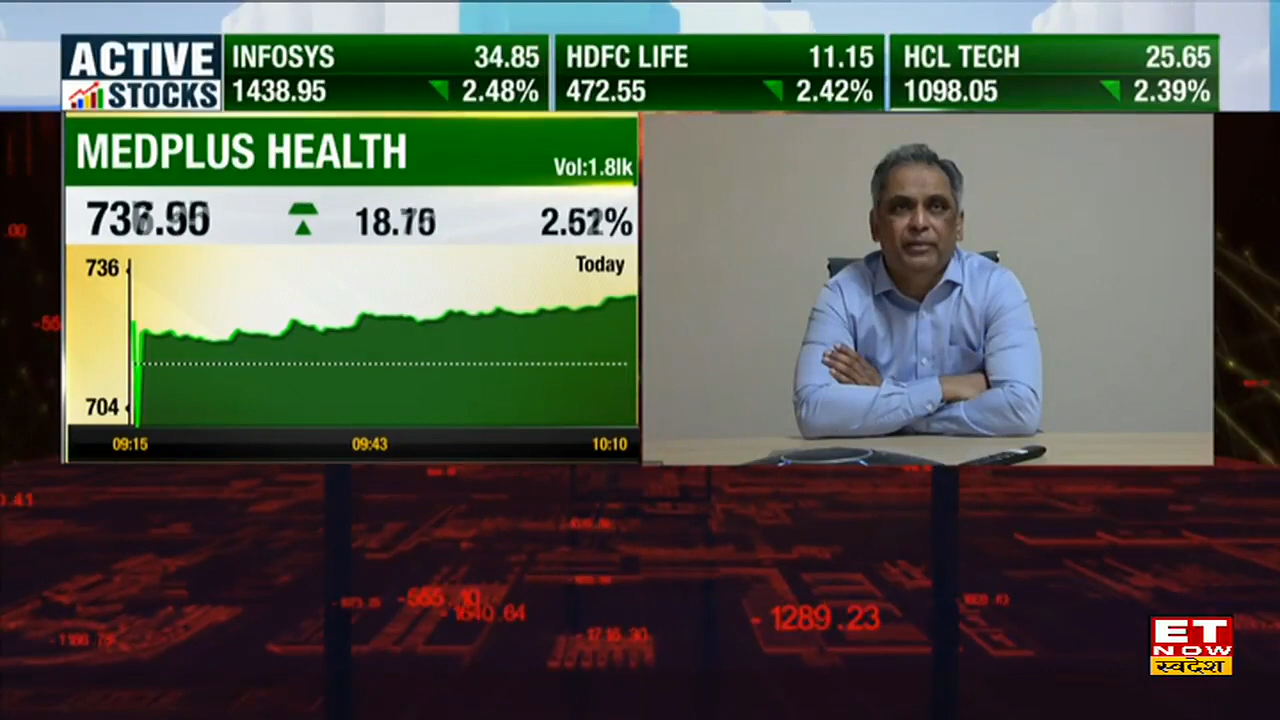 ACTIVE STOCKS
INFOSYS 34.85
1438.95 2.48%
HDFC LIFE 11.15
472.55 2.42%
HCL TECH 25.65
1098.05 2.39%
MEDPLUS HEALTH
Vol:1.8lk
Today
736
704
09:15 09:43 10:10
- 1289.23
ET
NOW
स्वदेश